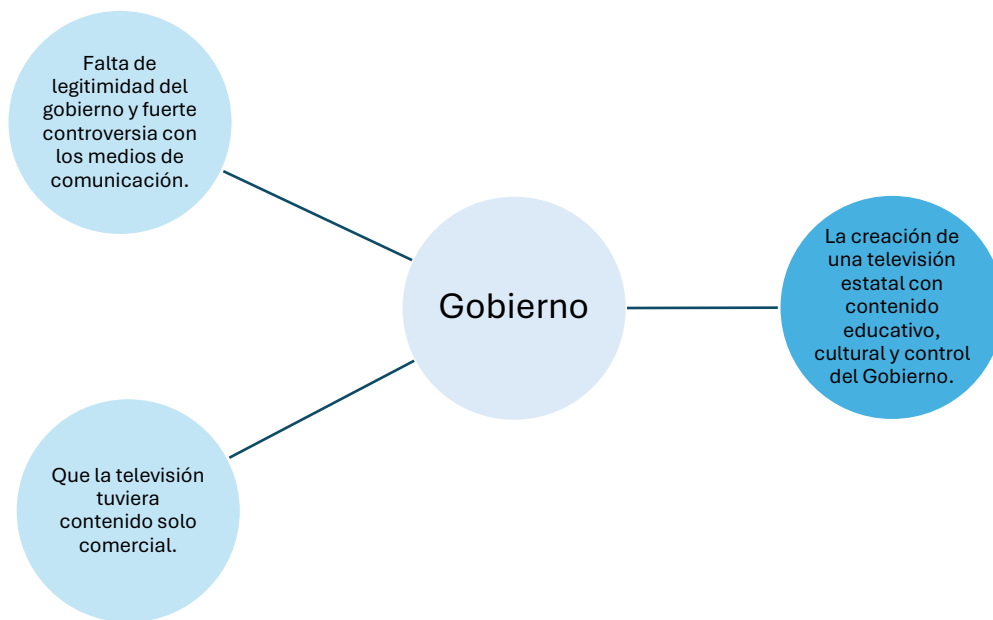 Falta de
legitimidad del
gobierno y fuerte
controversia con
los medios de
comunicación.
Gobierno
La creación de
una televisión
estatal con
contenido
educativo,
cultural y control
del Gobierno.
Que la televisión
tuviera
contenido solo
comercial.